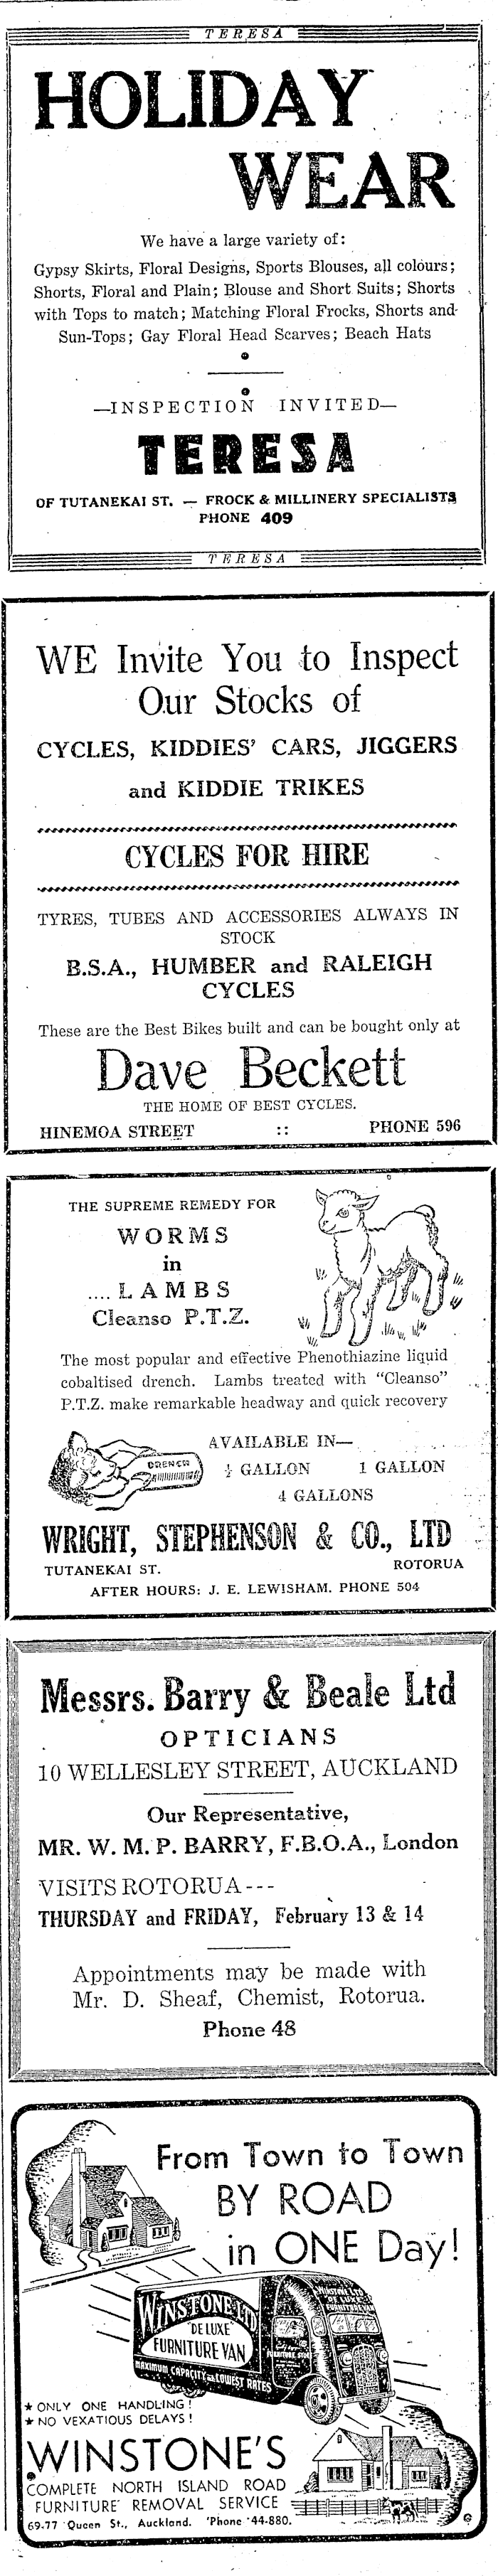 TERESA
HOLIDAY
WEAR
We have a large variety of:
Gypsy Skirts, Floral Designs, Sports Blouses, all colours;
Shorts, Floral and Plain; Blouse and Short Suits; Shorts
with Tops to match; Matching Floral Frocks, Shorts and
Sun-Tops; Gay Floral Head Scarves; Beach Hats
—INSPECTION INVITED—
TERESA
OF TUTANEKAI ST. — FROCK & MILLINERY SPECIALISTS
PHONE 409
TERESA
WE Invite You to Inspect
Our Stocks of
CYCLES, KIDDIES' CARS, JIGGERS
and KIDDIE TRIKES
CYCLES FOR HIRE
TYRES, TUBES AND ACCESSORIES ALWAYS IN
STOCK
B.S.A., HUMBER and RALEIGH
CYCLES
These are the Best Bikes built and can be bought only at
Dave Beckett
THE HOME OF BEST CYCLES.
HINEMOA STREET :: PHONE 596
THE SUPREME REMEDY FOR
WORMS
in
....LAMBS
Cleanso P.T.Z.
The most popular and effective Phenothiazine liquid
cobaltised drench. Lambs treated with "Cleanso"
P.T.Z. make remarkable headway and quick recovery
DRENCH
AVAILABLE IN—
GALLON 1 GALLON
4 GALLONS
WRIGHT, STEPHENSON & CO., LTD
TUTANEKAI ST. ROTORUA
AFTER HOURS: J. E. LEWISHAM. PHONE 504
Messrs. Barry & Beale Ltd
OPTICIANS
10 WELLESLEY STREET, AUCKLAND
Our Representative,
MR. W. M. P. BARRY, F.B.O.A., London
VISITS ROTORUA---
THURSDAY and FRIDAY, February 13 & 14
Appointments may be made with
Mr. D. Sheaf, Chemist, Rotorua.
Phone 48
From Town to Town
BY ROAD
in ONE Day!
WINSTONE LTD
"DE LUXE"
FURNITURE VAN
MAXIMUM CAPACITY LOWEST RATES
★ ONLY ONE HANDLING!
★ NO VEXATIOUS DELAYS!
WINSTONE'S
COMPLETE NORTH ISLAND ROAD
FURNITURE REMOVAL SERVICE
69-77 Queen St., Auckland. 'Phone 44-880.